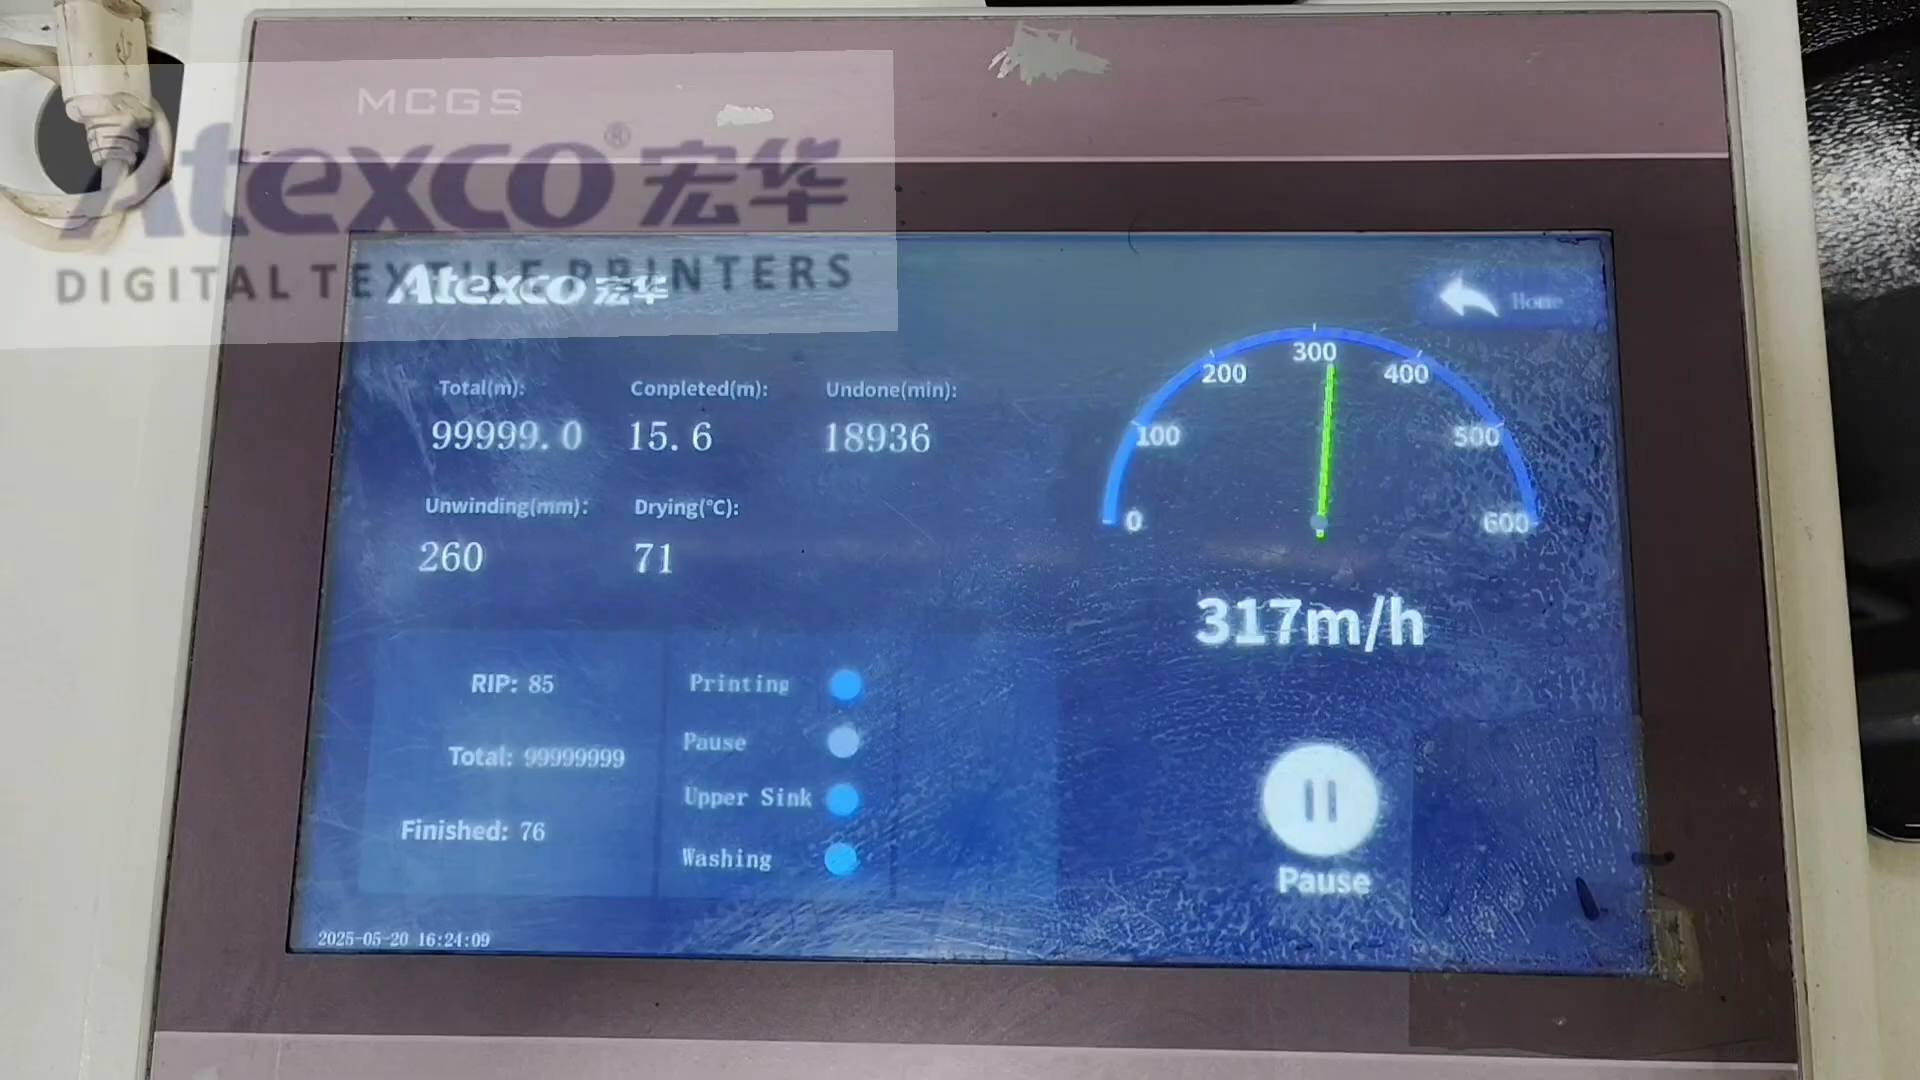 MCGS
Atexco® 宏华
DIGITAL TEXTILE PRINTERS
Atexco 宏华
Home
Total(m): Conpleted(m): Undone(min):
99999.0 15.6 18936
Unwinding(mm): Drying(℃):
260 71
0 100 200 300 400 500 600
317m/h
RIP: 85
Total: 99999999
Finished: 76
Printing
Pause
Upper Sink
Washing
Pause
2025-05-20 16:24:09